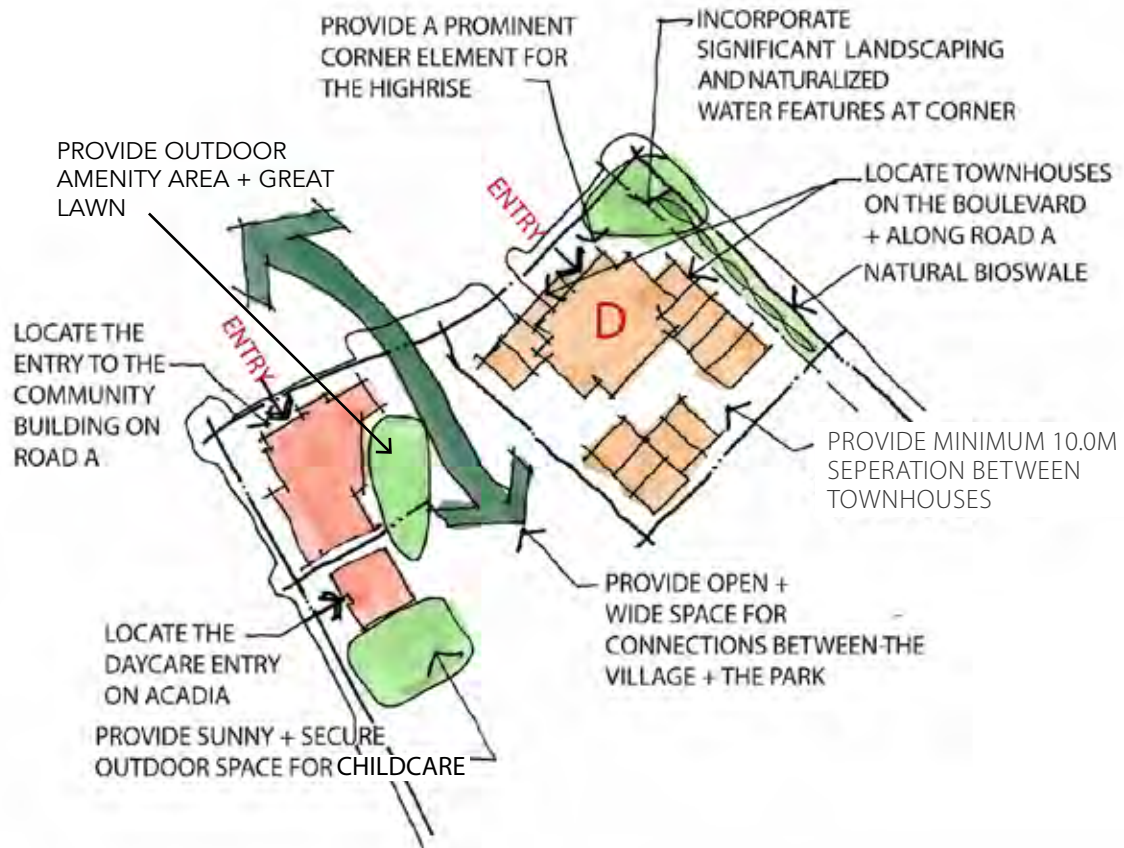 PROVIDE A PROMINENT
CORNER ELEMENT FOR
THE HIGHRISE
INCORPORATE
SIGNIFICANT LANDSCAPING
AND NATURALIZED
WATER FEATURES AT CORNER
PROVIDE OUTDOOR
AMENITY AREA + GREAT
LAWN
ENTRY
LOCATE TOWNHOUSES
ON THE BOULEVARD
+ ALONG ROAD A
NATURAL BIOSWALE
D
LOCATE THE
ENTRY TO THE
COMMUNITY
BUILDING ON
ROAD A
ENTRY
PROVIDE MINIMUM 10.0M
SEPERATION BETWEEN
TOWNHOUSES
PROVIDE OPEN +
WIDE SPACE FOR
CONNECTIONS BETWEEN THE
VILLAGE + THE PARK
LOCATE THE
DAYCARE ENTRY
ON ACADIA
PROVIDE SUNNY + SECURE
OUTDOOR SPACE FOR CHILDCARE